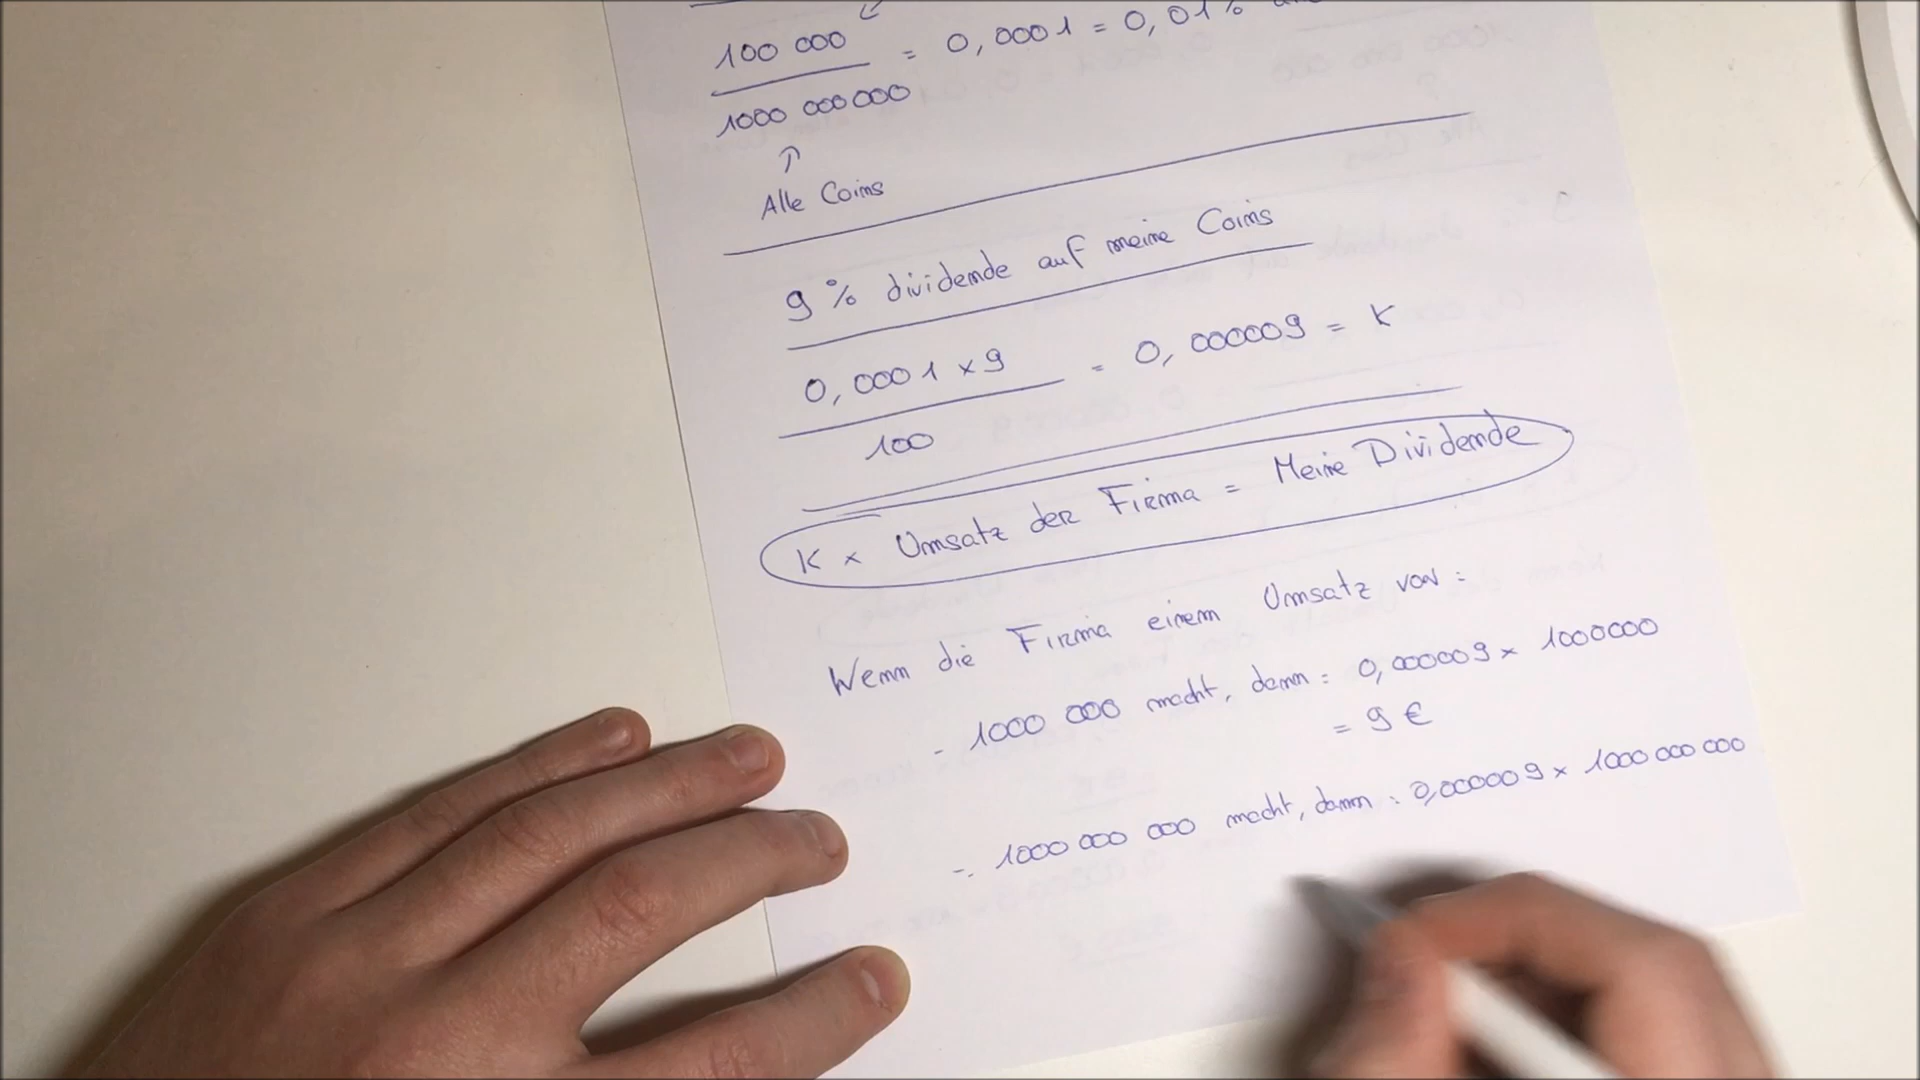 100 000 = 0,0001 = 0,01%
1000 000000
Alle Coins
9 % dividende auf meine Coins
0,0001 x 9 = 0,000009 = K
100
K x Umsatz der Firma = Meine Dividende
Wenn die Firma einem Umsatz von :
- 1000 000 macht, dann : 0,000009 x 1000000
= 9 €
- 1000 000 000 macht, dann : 0,000009 x 1000 000 000